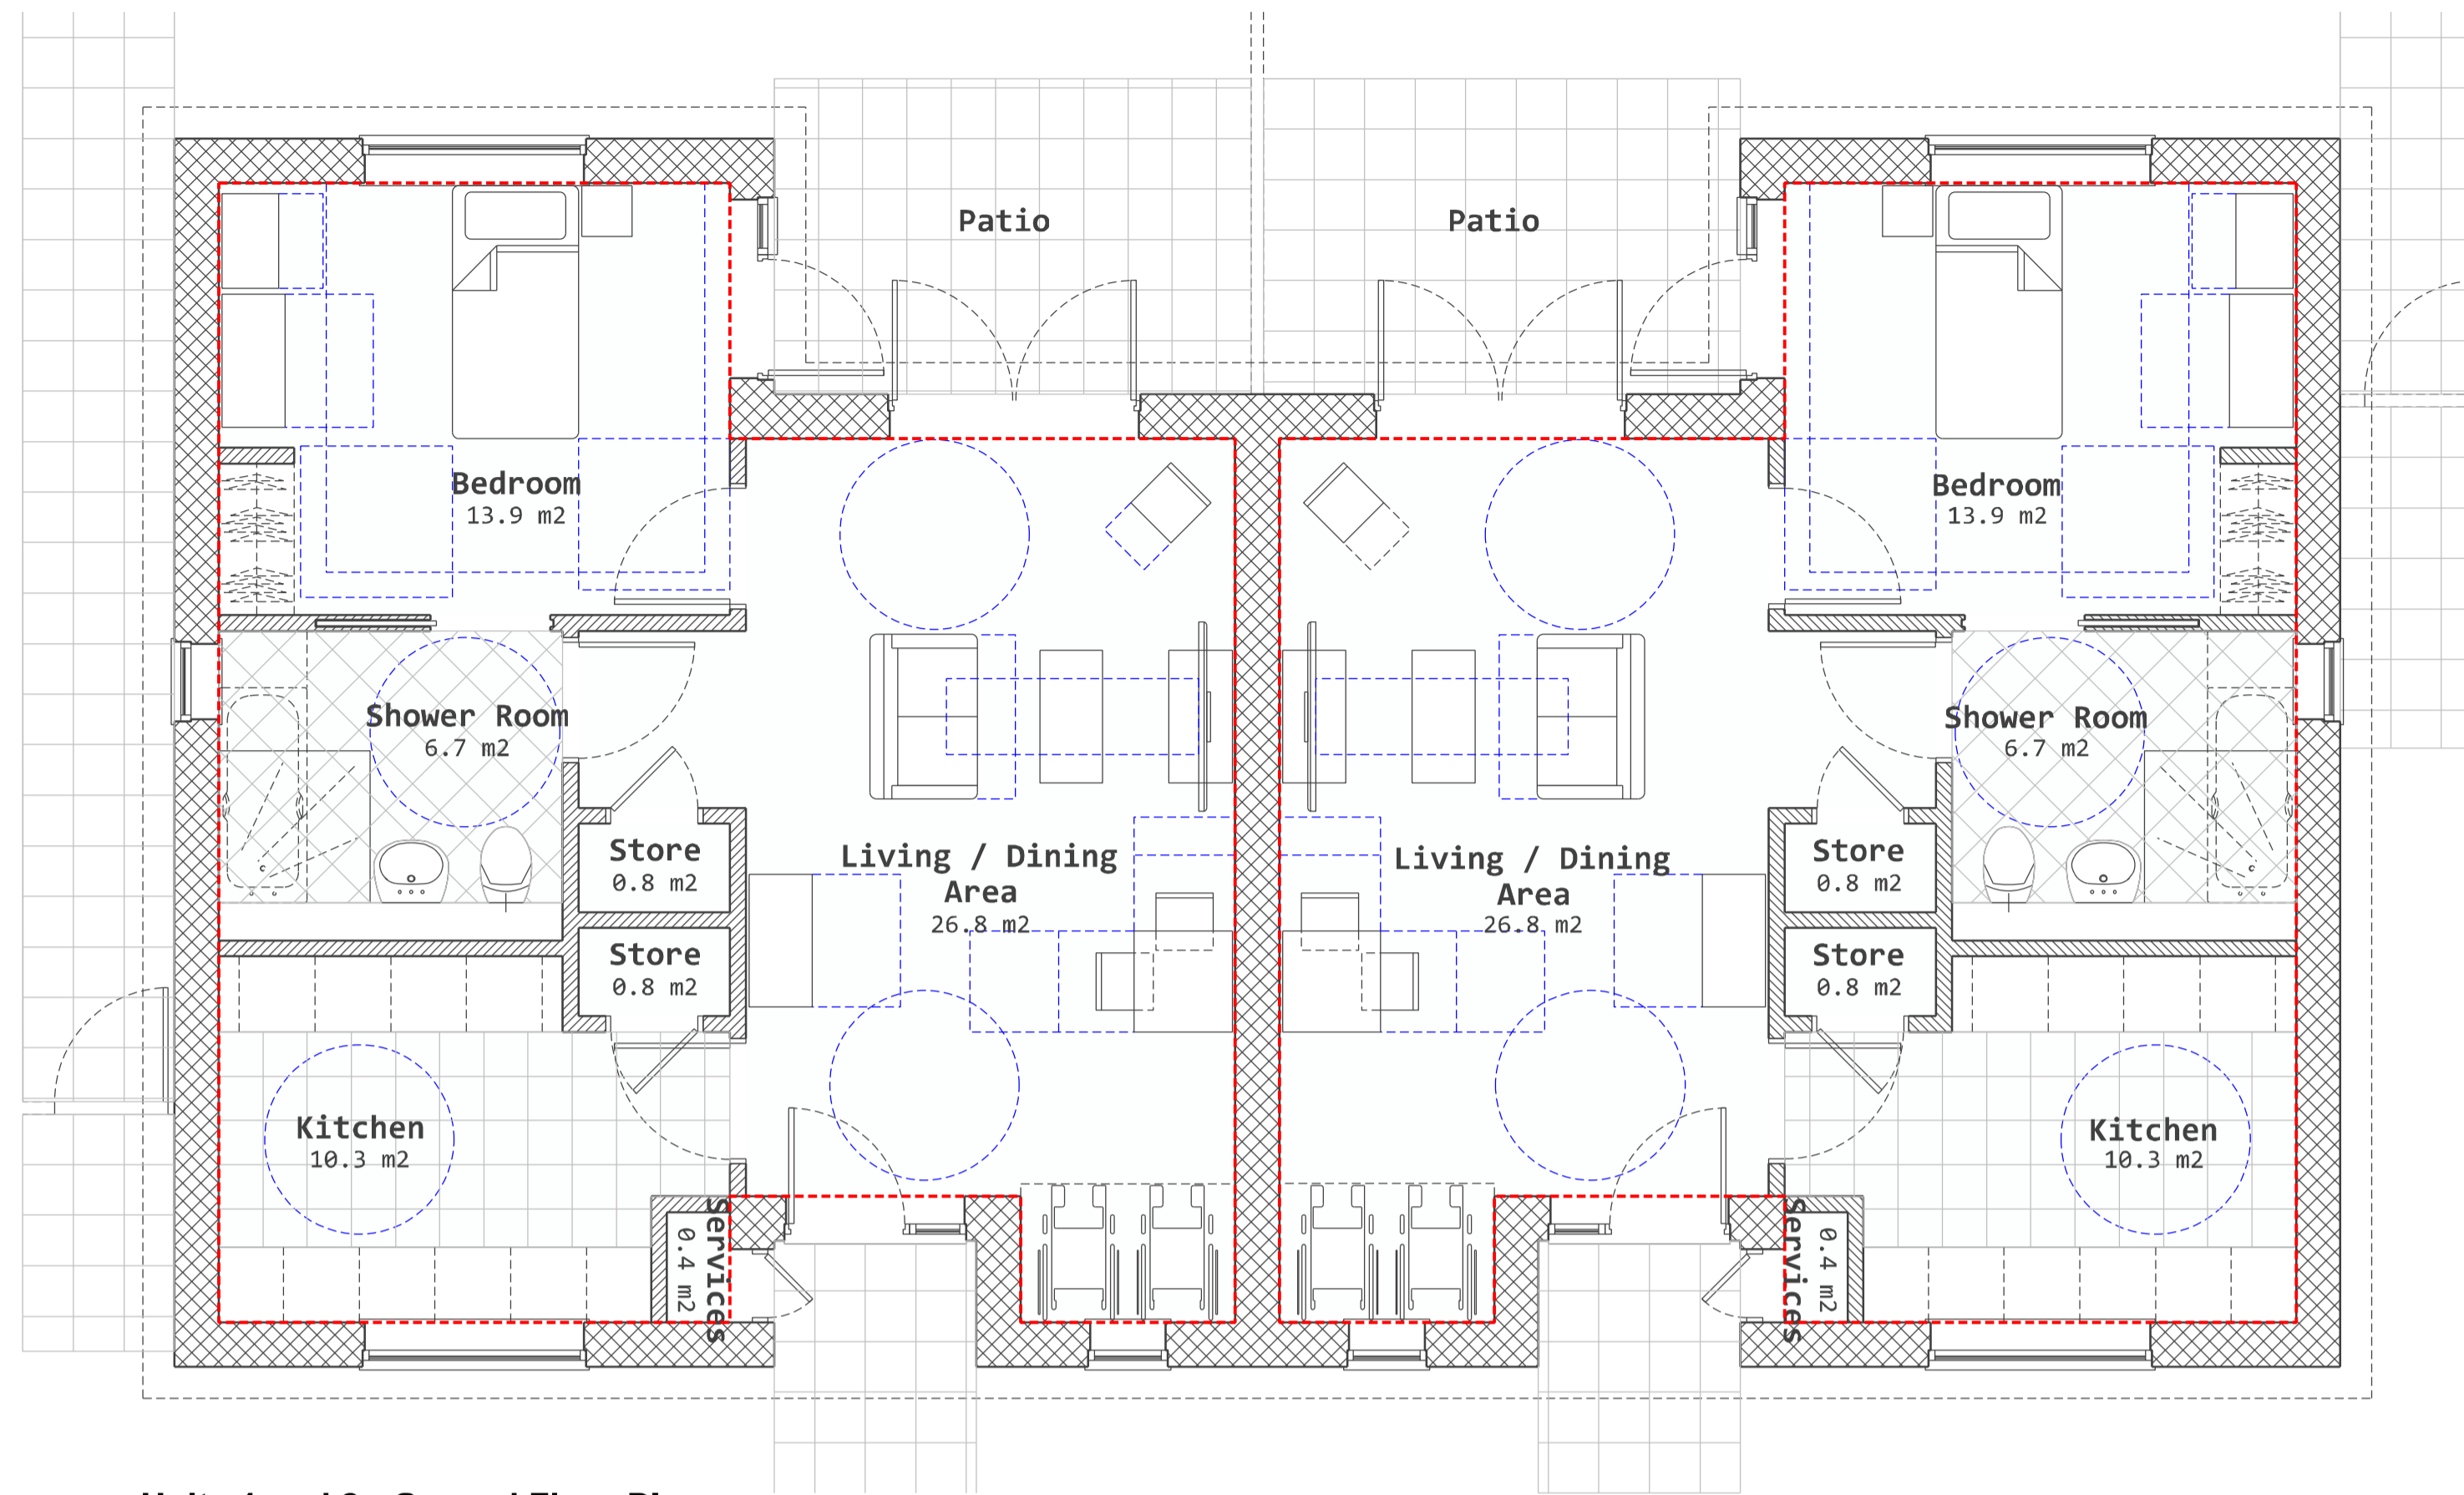 Patio
Patio
Bedroom
13.9 m2
Bedroom
13.9 m2
Shower Room
6.7 m2
Shower Room
6.7 m2
Store
0.8 m2
Living / Dining
Area
26.8 m2
Living / Dining
Area
26.8 m2
Store
0.8 m2
Store
0.8 m2
Store
0.8 m2
Kitchen
10.3 m2
Kitchen
10.3 m2
Services
0.4 m2
Services
0.4 m2